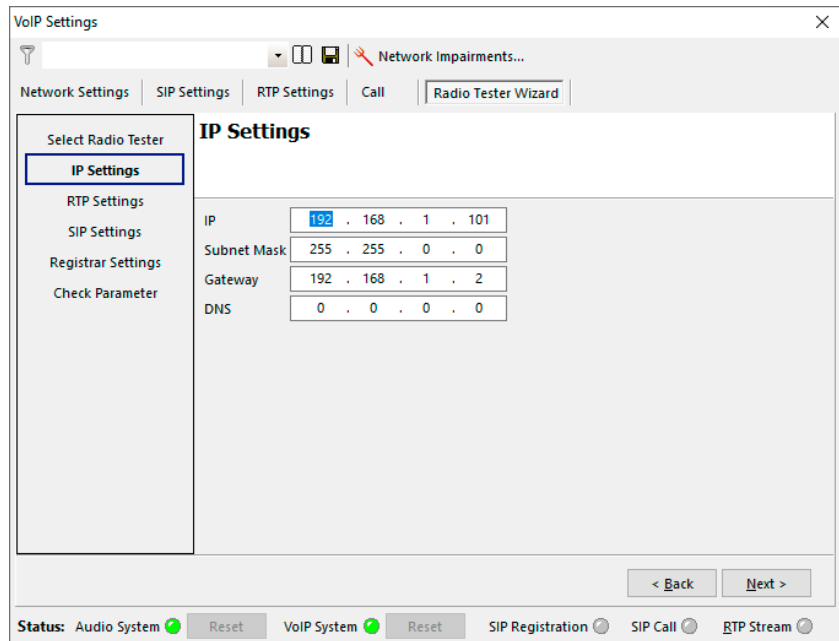 VoIP Settings
Network Impairments...
Network Settings SIP Settings RTP Settings Call Radio Tester Wizard
Select Radio Tester
IP Settings
RTP Settings
SIP Settings
Registrar Settings
Check Parameter
IP Settings
IP 192 . 168 . 1 . 101
Subnet Mask 255 . 255 . 0 . 0
Gateway 192 . 168 . 1 . 2
DNS 0 . 0 . 0 . 0
< Back Next >
Status: Audio System Reset VoIP System Reset SIP Registration SIP Call RTP Stream